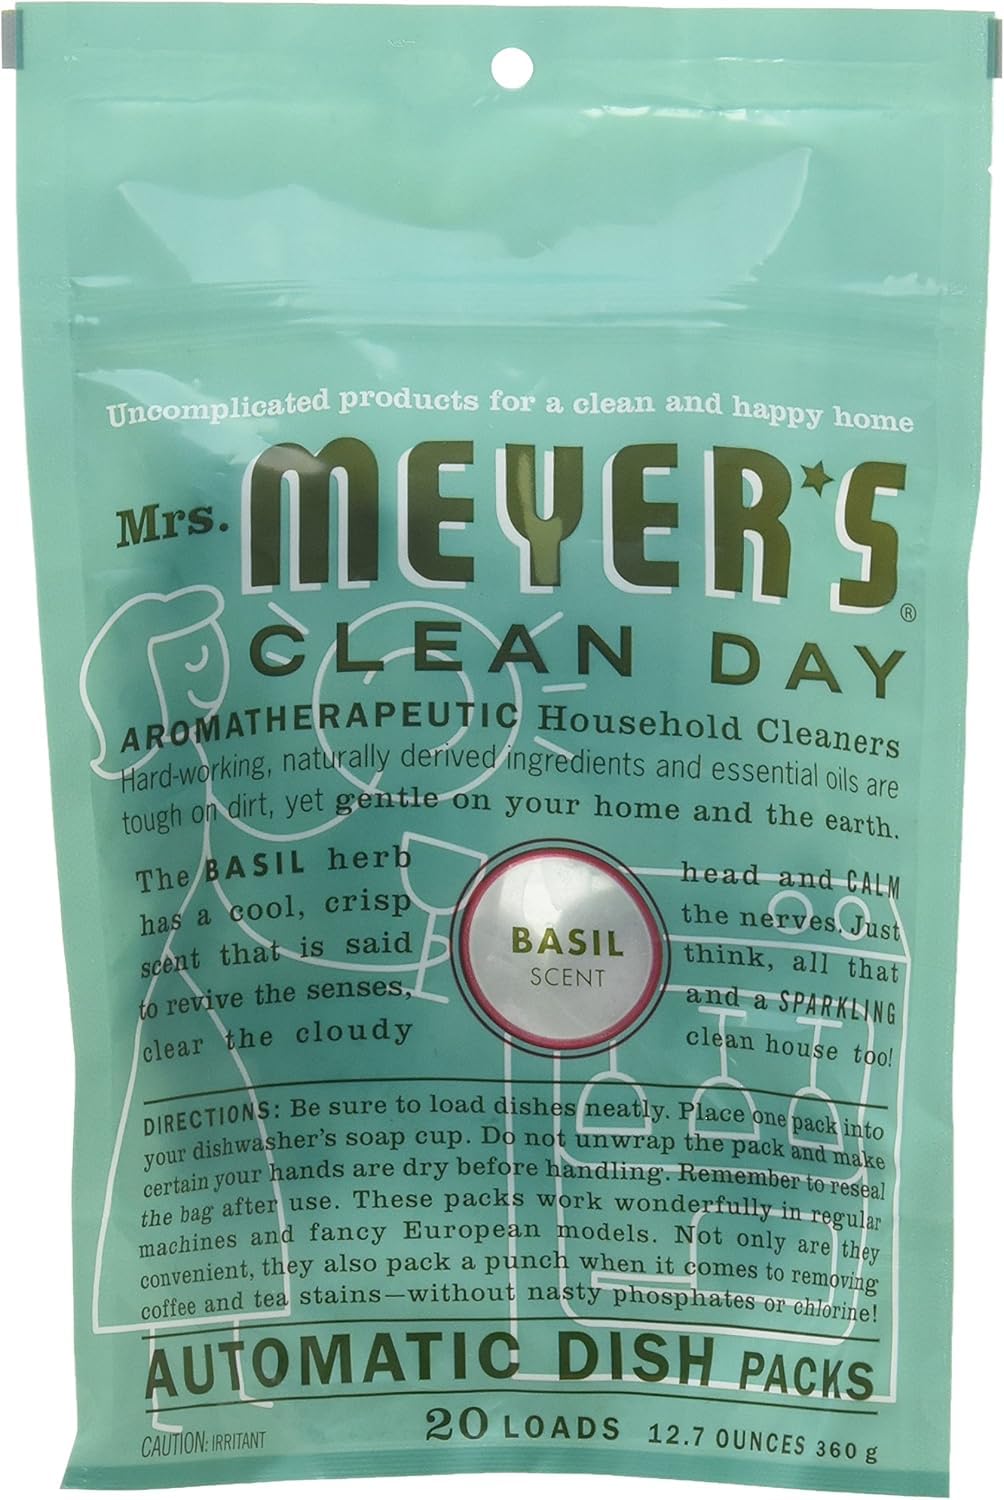 Uncomplicated products for a clean and happy home
Mrs. MEYER'S®
CLEAN DAY
AROMATHERAPEUTIC Household Cleaners
Hard-working, naturally derived ingredients and essential oils are
tough on dirt, yet gentle on your home and the earth.
The BASIL herb
has a cool, crisp
scent that is said
to revive the senses,
clear the cloudy
BASIL
SCENT
head and CALM
the nerves. Just
think, all that
and a SPARKLING
clean house too!
DIRECTIONS: Be sure to load dishes neatly. Place one pack into
your dishwasher's soap cup. Do not unwrap the pack and make
certain your hands are dry before handling. Remember to reseal
the bag after use. These packs work wonderfully in regular
machines and fancy European models. Not only are they
convenient, they also pack a punch when it comes to removing
coffee and tea stains—without nasty phosphates or chlorine!
AUTOMATIC DISH PACKS
20 LOADS 12.7 OUNCES 360 g
CAUTION: IRRITANT